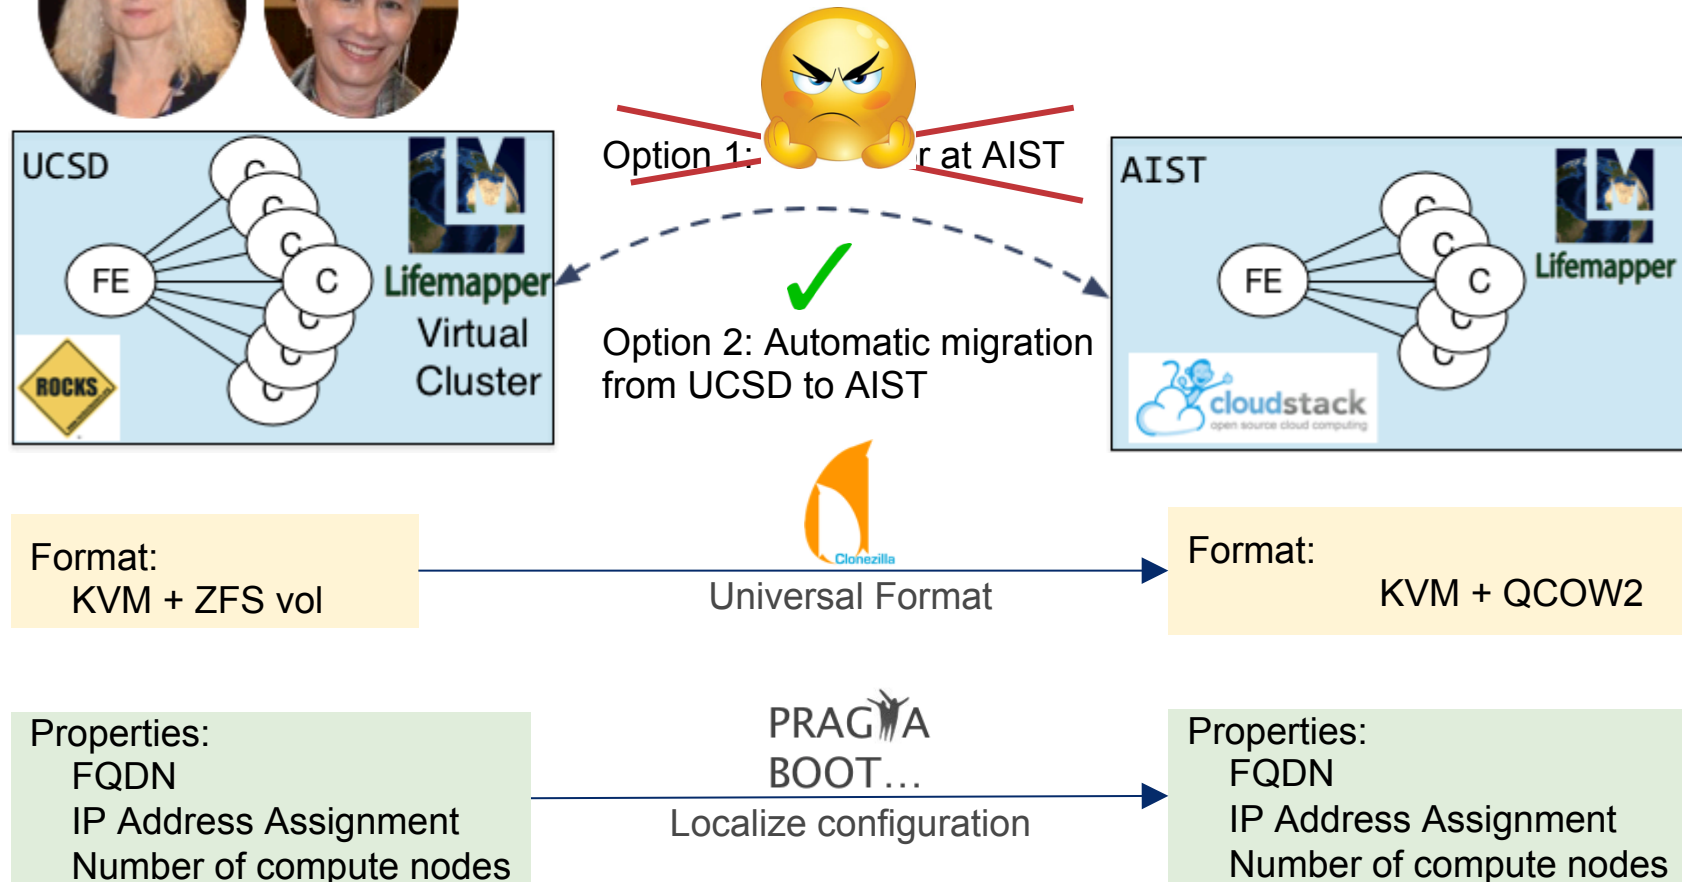 UCSD
C
C
C
FE
C
C
C
C
Lifemapper
Virtual
Cluster
ROCKS
Option 1:
r at AIST
Option 2: Automatic migration
from UCSD to AIST
AIST
C
C
FE
C
C
C
Lifemapper
cloudstack
open source cloud computing
Format:
KVM + ZFS vol
Clonezilla
Universal Format
Format:
KVM + QCOW2
Properties:
FQDN
IP Address Assignment
Number of compute nodes
PRAGMA
BOOT...
Localize configuration
Properties:
FQDN
IP Address Assignment
Number of compute nodes